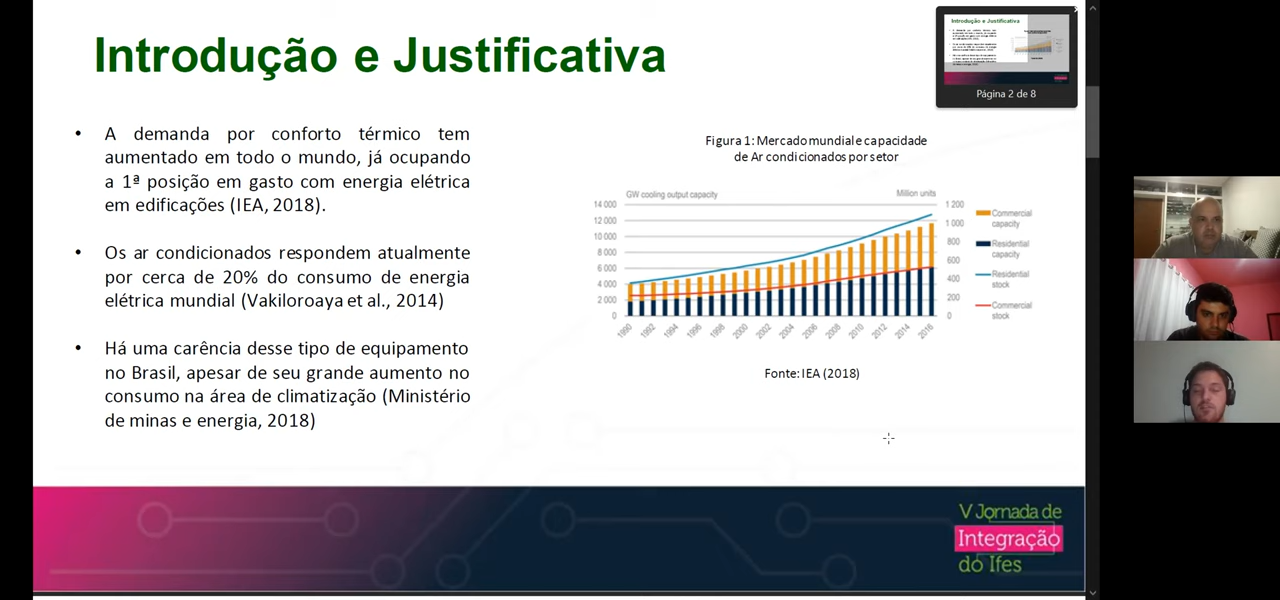 Introdução e Justificativa
• A demanda por conforto térmico tem
aumentado em todo o mundo, já ocupando
a 1ª posição em gasto com energia elétrica
em edificações (IEA, 2018).
• Os ar condicionados respondem atualmente
por cerca de 20% do consumo de energia
elétrica mundial (Vakiloroaya et al., 2014)
• Há uma carência desse tipo de equipamento
no Brasil, apesar de seu grande aumento no
consumo na área de climatização (Ministério
de minas e energia, 2018)
Introdução e Justificativa
Página 2 de 8
Figura 1: Mercado mundial e capacidade
de Ar condicionados por setor
GW cooling output capacity
Million units
14 000
12 000
10 000
8 000
6 000
4 000
2 000
0
1 200
1 000
800
600
400
200
0
1990
1992
1994
1996
1998
2000
2002
2004
2006
2008
2010
2012
2014
2016
Commercial
capacity
Residential
capacity
Residential
stock
Commercial
stock
Fonte: IEA (2018)
V Jornada de
Integração
do Ifes